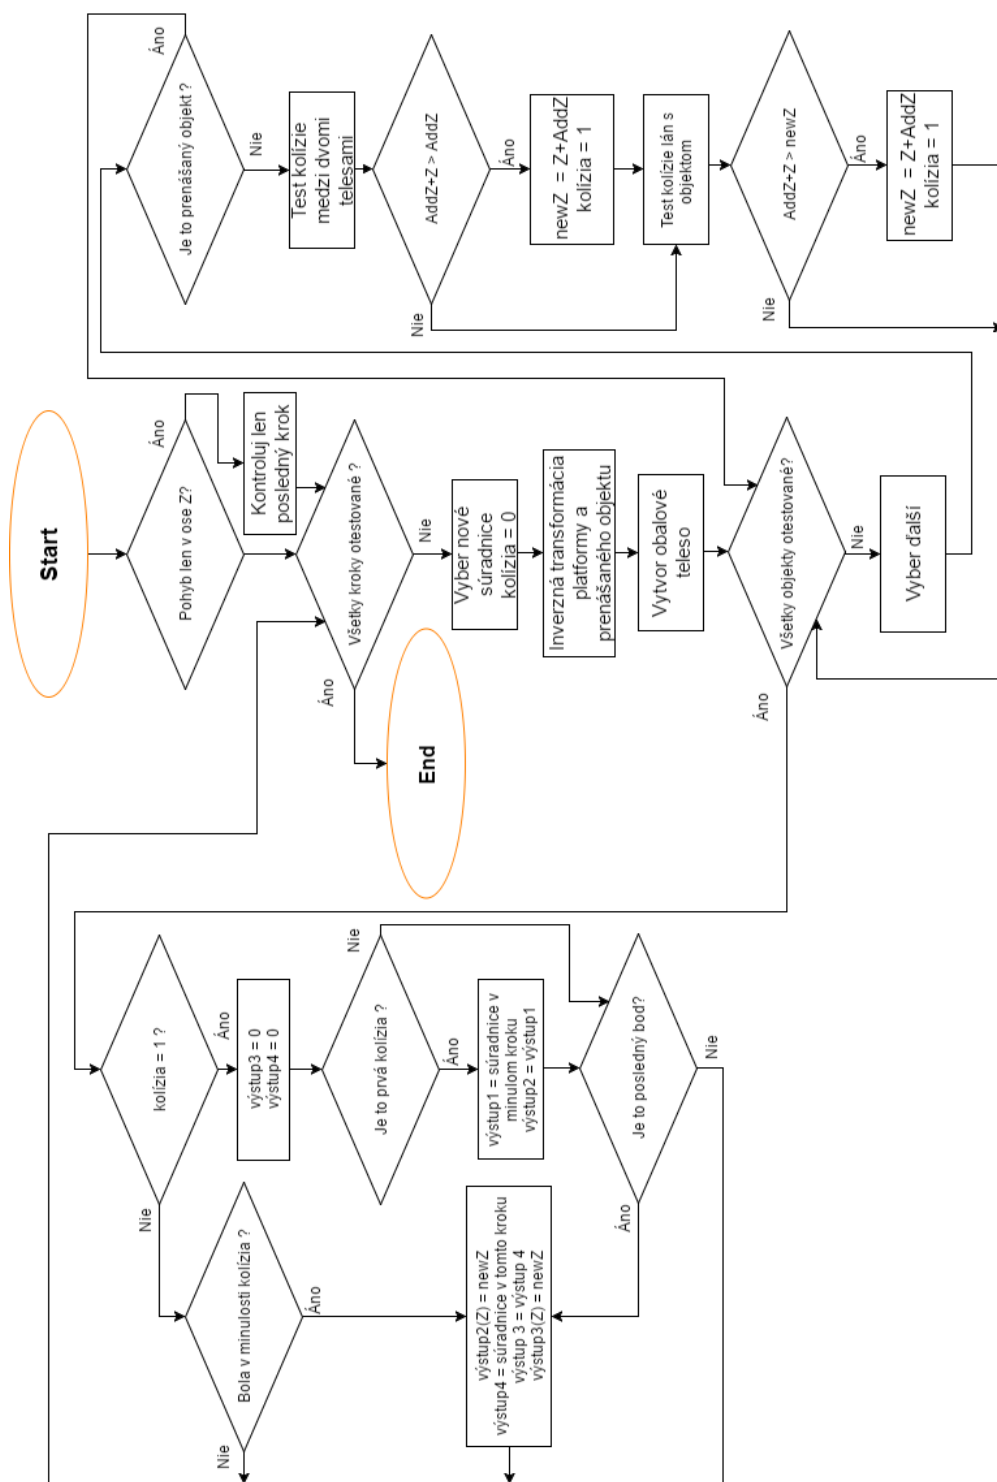 Start
Pohyb len v ose Z?
Áno
Kontroluj len
posledný krok
Všetky kroky otestované ?
Áno
End
Nie
Vyber nové
súradnice
kolízia = 0
Inverzná transformácia
platformy a
prenášaného objektu
Vytvor obalové
teleso
Všetky objekty otestované?
Áno
Nie
Vyber ďalší
Je to prenášaný objekt ?
Áno
Nie
Test kolízie
medzi dvomi
telesami
AddZ+Z > AddZ
Nie
Áno
newZ = Z+AddZ
kolízia = 1
Test kolízie lán s
objektom
AddZ+Z > newZ
Nie
Áno
newZ = Z+AddZ
kolízia = 1
kolízia = 1 ?
Nie
Áno
výstup3 = 0
výstup4 = 0
Je to prvá kolízia ?
Nie
Áno
výstup1 = súradnice v
minulom kroku
výstup2 = výstup1
Je to posledný bod?
Nie
Áno
Bola v minulosti kolízia ?
Nie
Áno
výstup2(Z) = newZ
výstup4 = súradnice v tomto kroku
výstup 3 = výstup 4
výstup3(Z) = newZ